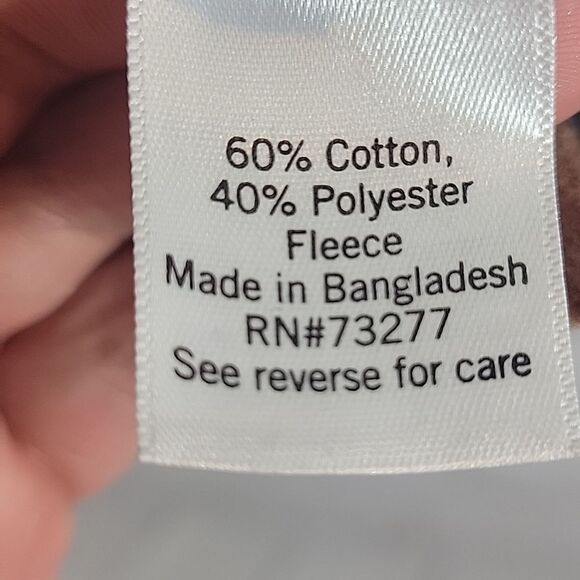 60% Cotton,
40% Polyester
Fleece
Made in Bangladesh
RN#73277
See reverse for care